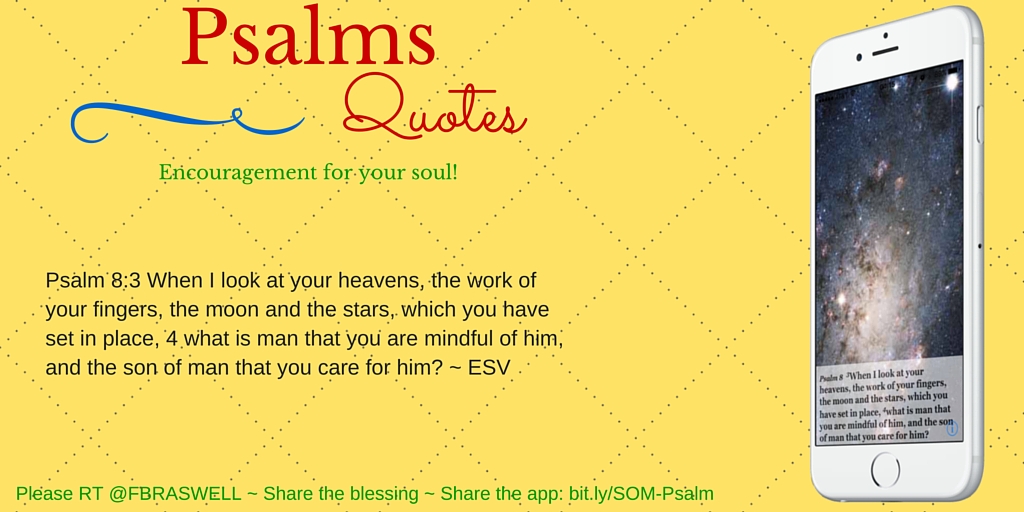 Psalms
Quotes
Encouragement for your soul!
Psalm 8:3 When I look at your heavens, the work of
your fingers, the moon and the stars, which you have
set in place, 4 what is man that you are mindful of him,
and the son of man that you care for him? ~ ESV
Please RT @FBRASWELL ~ Share the blessing ~ Share the app: bit.ly/SOM-Psalm
Psalm 8 ³When I look at your
heavens, the work of your fingers,
the moon and the stars, which you
have set in place, ⁴what is man that
you are mindful of him, and the son
of man that you care for him?